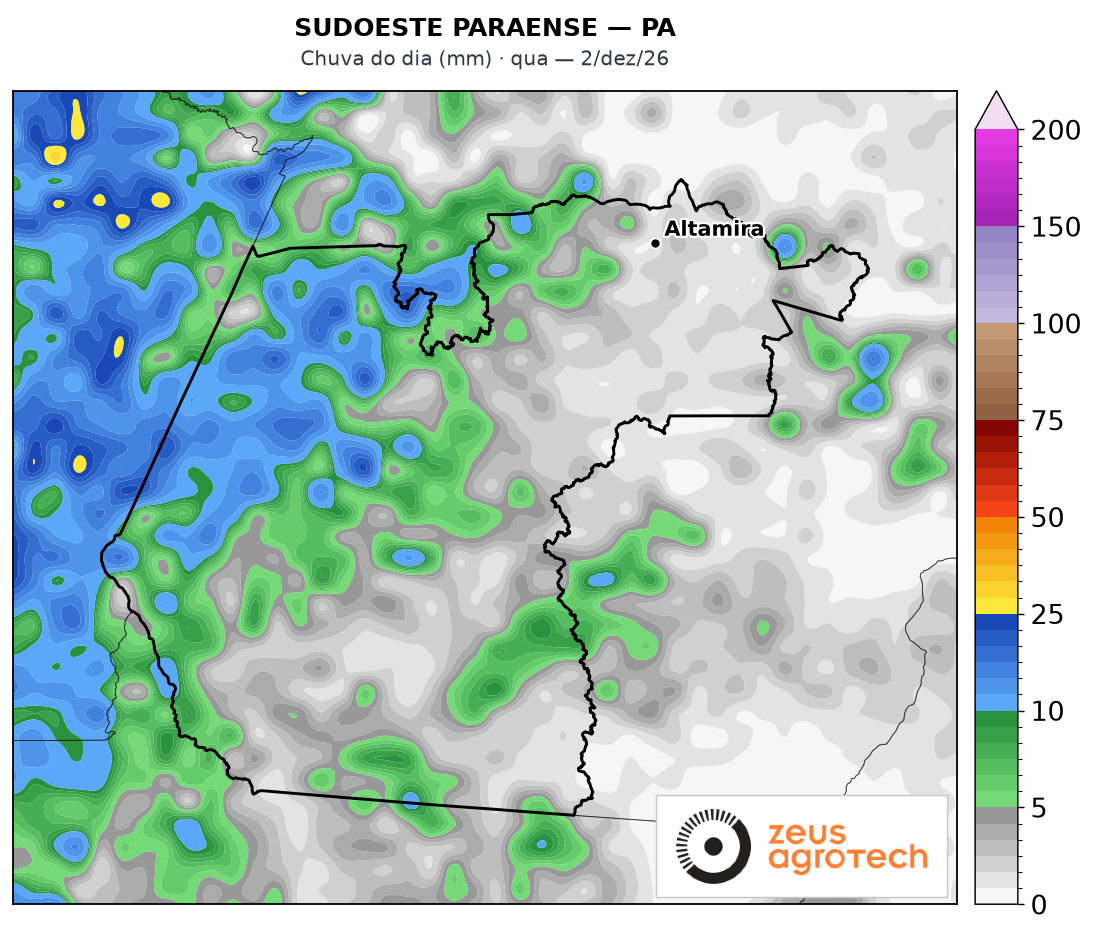 SUDOESTE PARAENSE — PA
Chuva do dia (mm) · qua — 2/dez/26
Altamira
200
150
100
75
50
25
10
5
0
zeus
agrotech